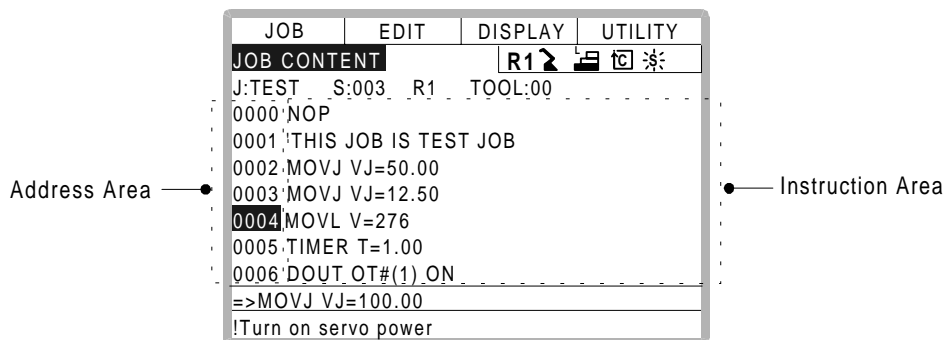 JOB EDIT DISPLAY UTILITY
JOB CONTENT R1 L C S
J:TEST S:003 R1 TOOL:00
0000 NOP
0001 'THIS JOB IS TEST JOB
0002 MOVJ VJ=50.00
0003 MOVJ VJ=12.50
Address Area
Instruction Area
0004 MOVL V=276
0005 TIMER T=1.00
0006 DOUT OT#(1) ON
=>MOVJ VJ=100.00
!Turn on servo power